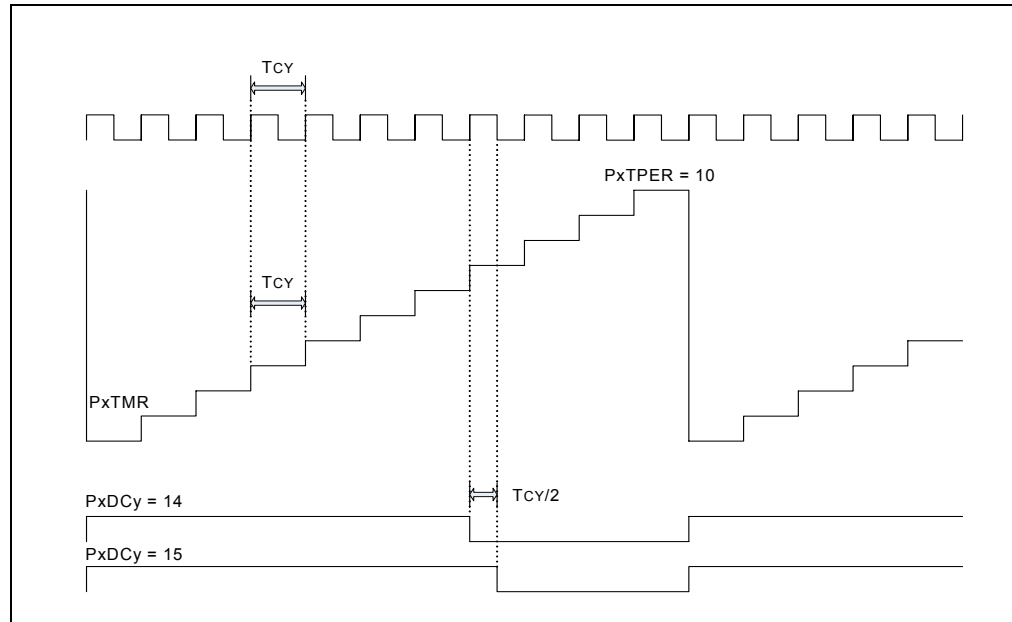 TCY
PxTPER = 10
TCY
PxTMR
TCY/2
PxDCy = 14
PxDCy = 15